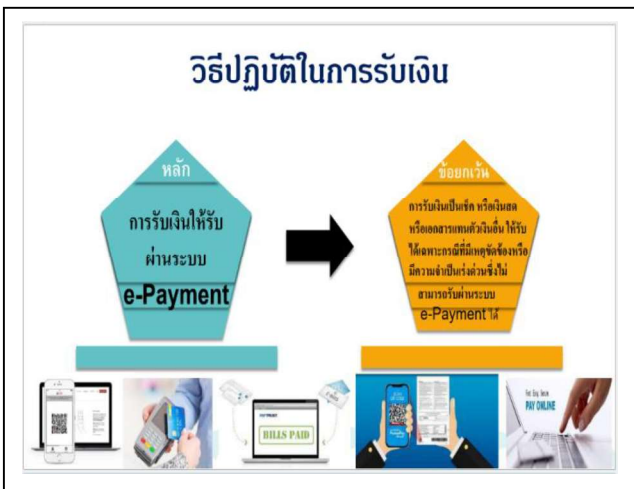 วิธีปฏิบัติในการรับเงิน
หลัก
การรับเงินให้รับ
ผ่านระบบ
e-Payment
ข้อยกเว้น
การรับเงินเป็นเช็ค หรือเงินสด
หรือเอกสารแทนตัวเงินอื่น ให้รับ
ได้เฉพาะกรณีที่มีเหตุขัดข้องหรือ
มีความจำเป็นเร่งด่วนซึ่งไม่
สามารถรับผ่านระบบ
e-Payment ได้
BILLS PAID
PAY ONLINE